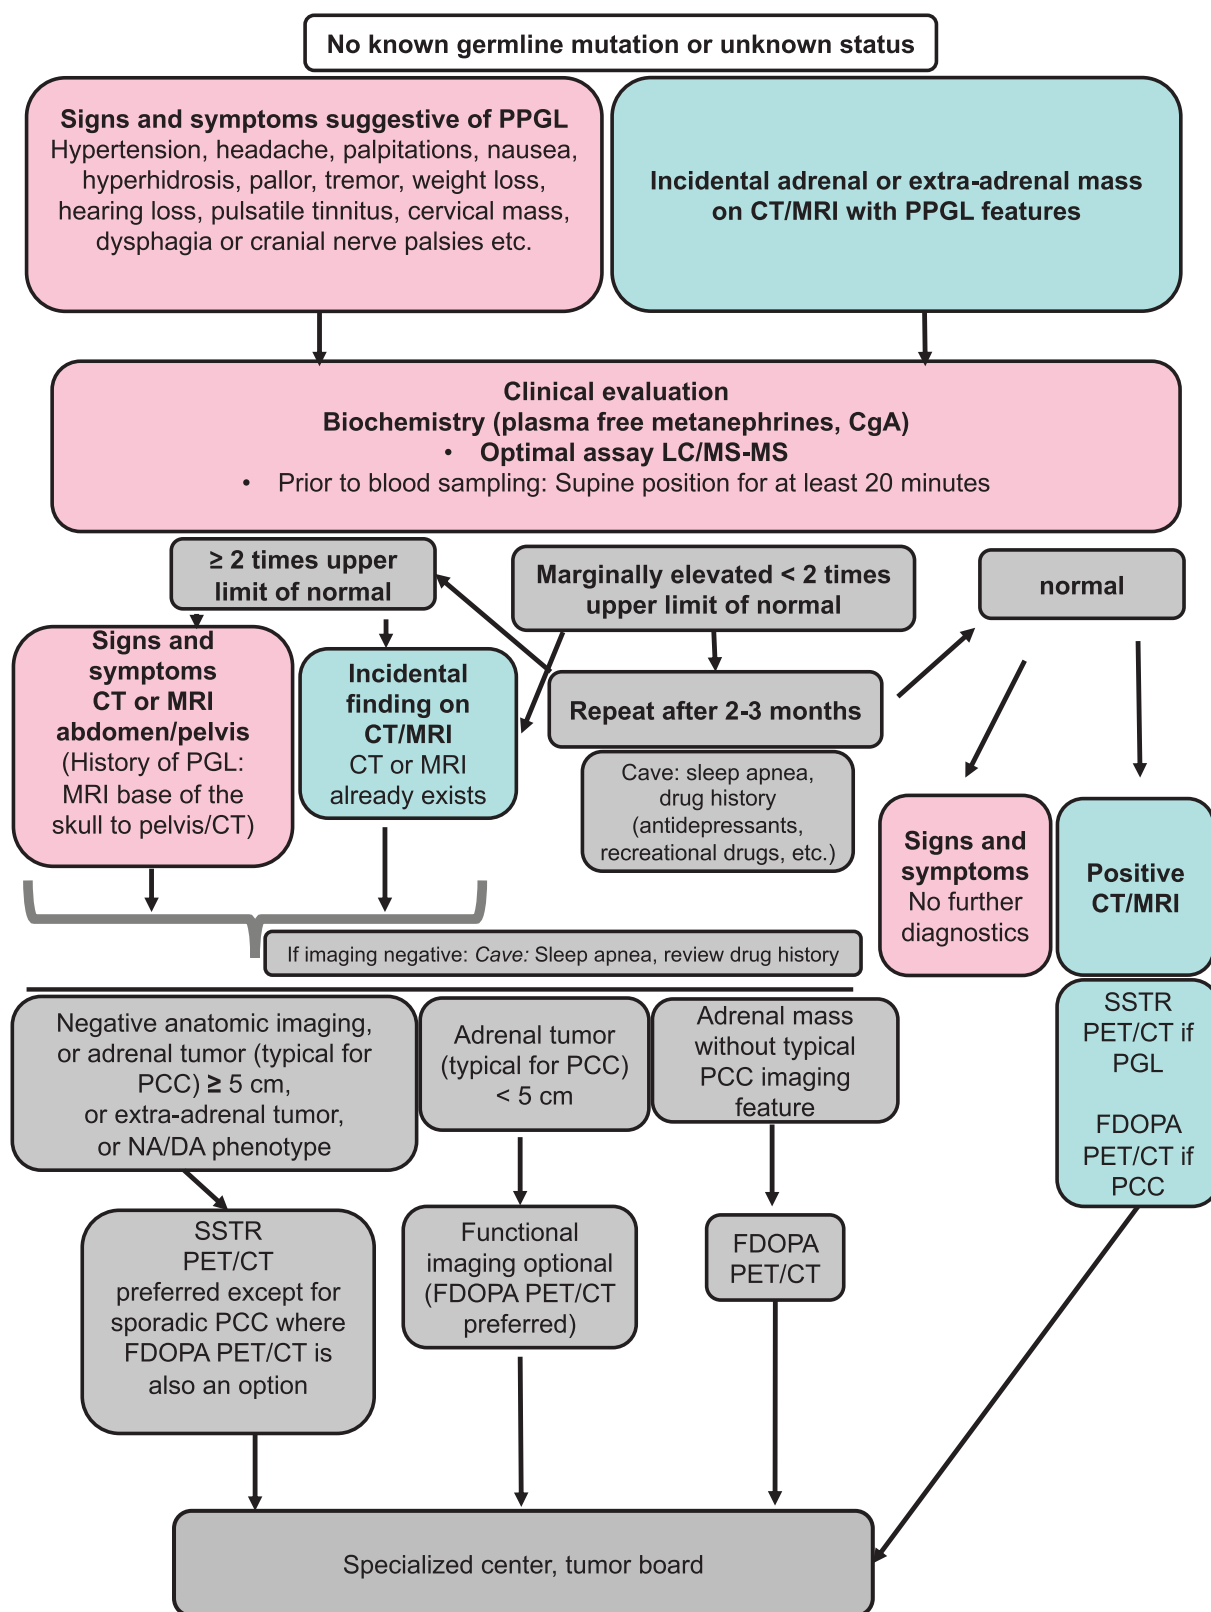 No known germline mutation or unknown status
Signs and symptoms suggestive of PPGL
Hypertension, headache, palpitations, nausea,
hyperhidrosis, pallor, tremor, weight loss,
hearing loss, pulsatile tinnitus, cervical mass,
dysphagia or cranial nerve palsies etc.
Incidental adrenal or extra-adrenal mass
on CT/MRI with PPGL features
Clinical evaluation
Biochemistry (plasma free metanephrines, CgA)
• Optimal assay LC/MS-MS
• Prior to blood sampling: Supine position for at least 20 minutes
≥ 2 times upper
limit of normal
Marginally elevated < 2 times
upper limit of normal
normal
Signs and
symptoms
CT or MRI
abdomen/pelvis
(History of PGL:
MRI base of the
skull to pelvis/CT)
Incidental
finding on
CT/MRI
CT or MRI
already exists
Repeat after 2-3 months
Cave: sleep apnea,
drug history
(antidepressants,
recreational drugs, etc.)
Signs and
symptoms
No further
diagnostics
Positive
CT/MRI
If imaging negative: Cave: Sleep apnea, review drug history
Negative anatomic imaging,
or adrenal tumor (typical for
PCC) ≥ 5 cm,
or extra-adrenal tumor,
or NA/DA phenotype
Adrenal tumor
(typical for PCC)
< 5 cm
Adrenal mass
without typical
PCC imaging
feature
SSTR
PET/CT if
PGL
FDOPA
PET/CT if
PCC
SSTR
PET/CT
preferred except for
sporadic PCC where
FDOPA PET/CT is
also an option
Functional
imaging optional
(FDOPA PET/CT
preferred)
FDOPA
PET/CT
Specialized center, tumor board